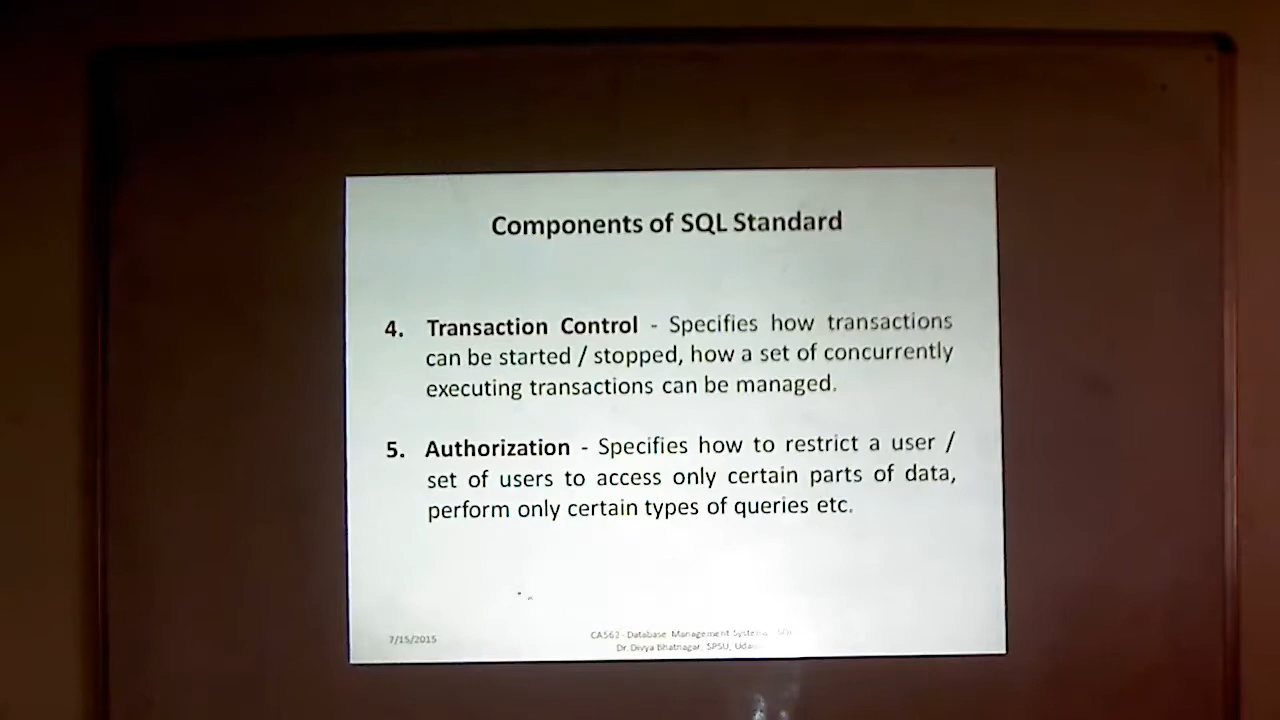 Components of SQL Standard
4. Transaction Control - Specifies how transactions
can be started / stopped, how a set of concurrently
executing transactions can be managed.
5. Authorization - Specifies how to restrict a user /
set of users to access only certain parts of data,
perform only certain types of queries etc.
7/15/2015
CA562 - Database Management Systems
Dr. Divya Bhatnagar, SPSU,